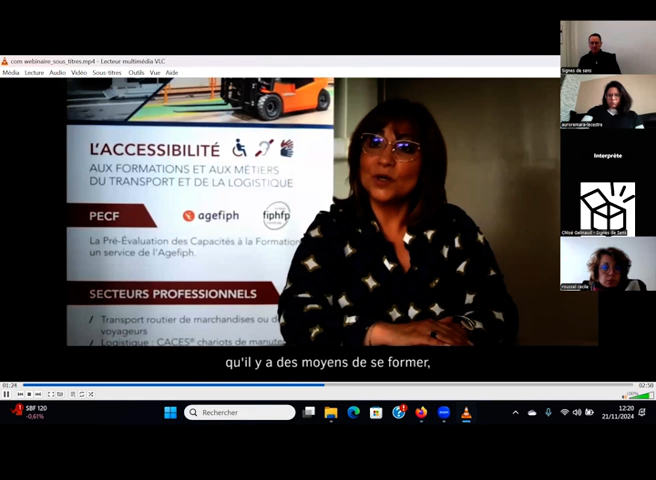 com webinaire_sous_titres.mp4 - Lecteur multimédia VLC
Média Lecture Audio Vidéo Sous-titres Outils Vue Aide
L'ACCESSIBILITÉ
AUX FORMATIONS ET AUX MÉTIERS
DU TRANSPORT ET DE LA LOGISTIQUE
PECF
agefiph
fiphfp
La Pré-Évaluation des Capacités à la Formation
un service de l'Agefiph.
SECTEURS PROFESSIONNELS
/ Transport routier de marchandises ou de
voyageurs
/ Logistique : CACES® chariots de manute
qu'il y a des moyens de se former,
Signes de sens
Interprète
Signes de Sens
roussel cecile
01:24
02:50
SBF 120
-0,61%
Rechercher
12:20
21/11/2024